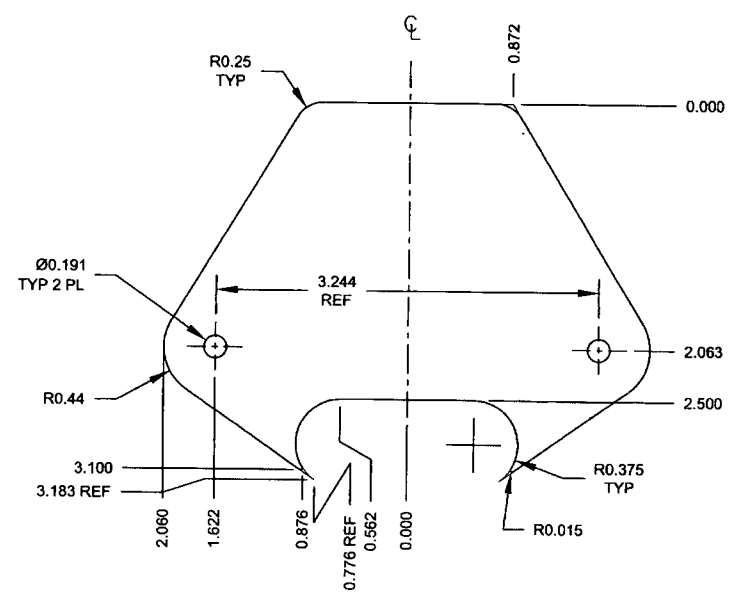 ℄
0.872
R0.25
TYP
0.000
Ø0.191
TYP 2 PL
3.244
REF
2.063
R0.44
2.500
3.100
3.183 REF
R0.375
TYP
R0.015
2.060
1.622
0.876
0.776 REF
0.562
0.000